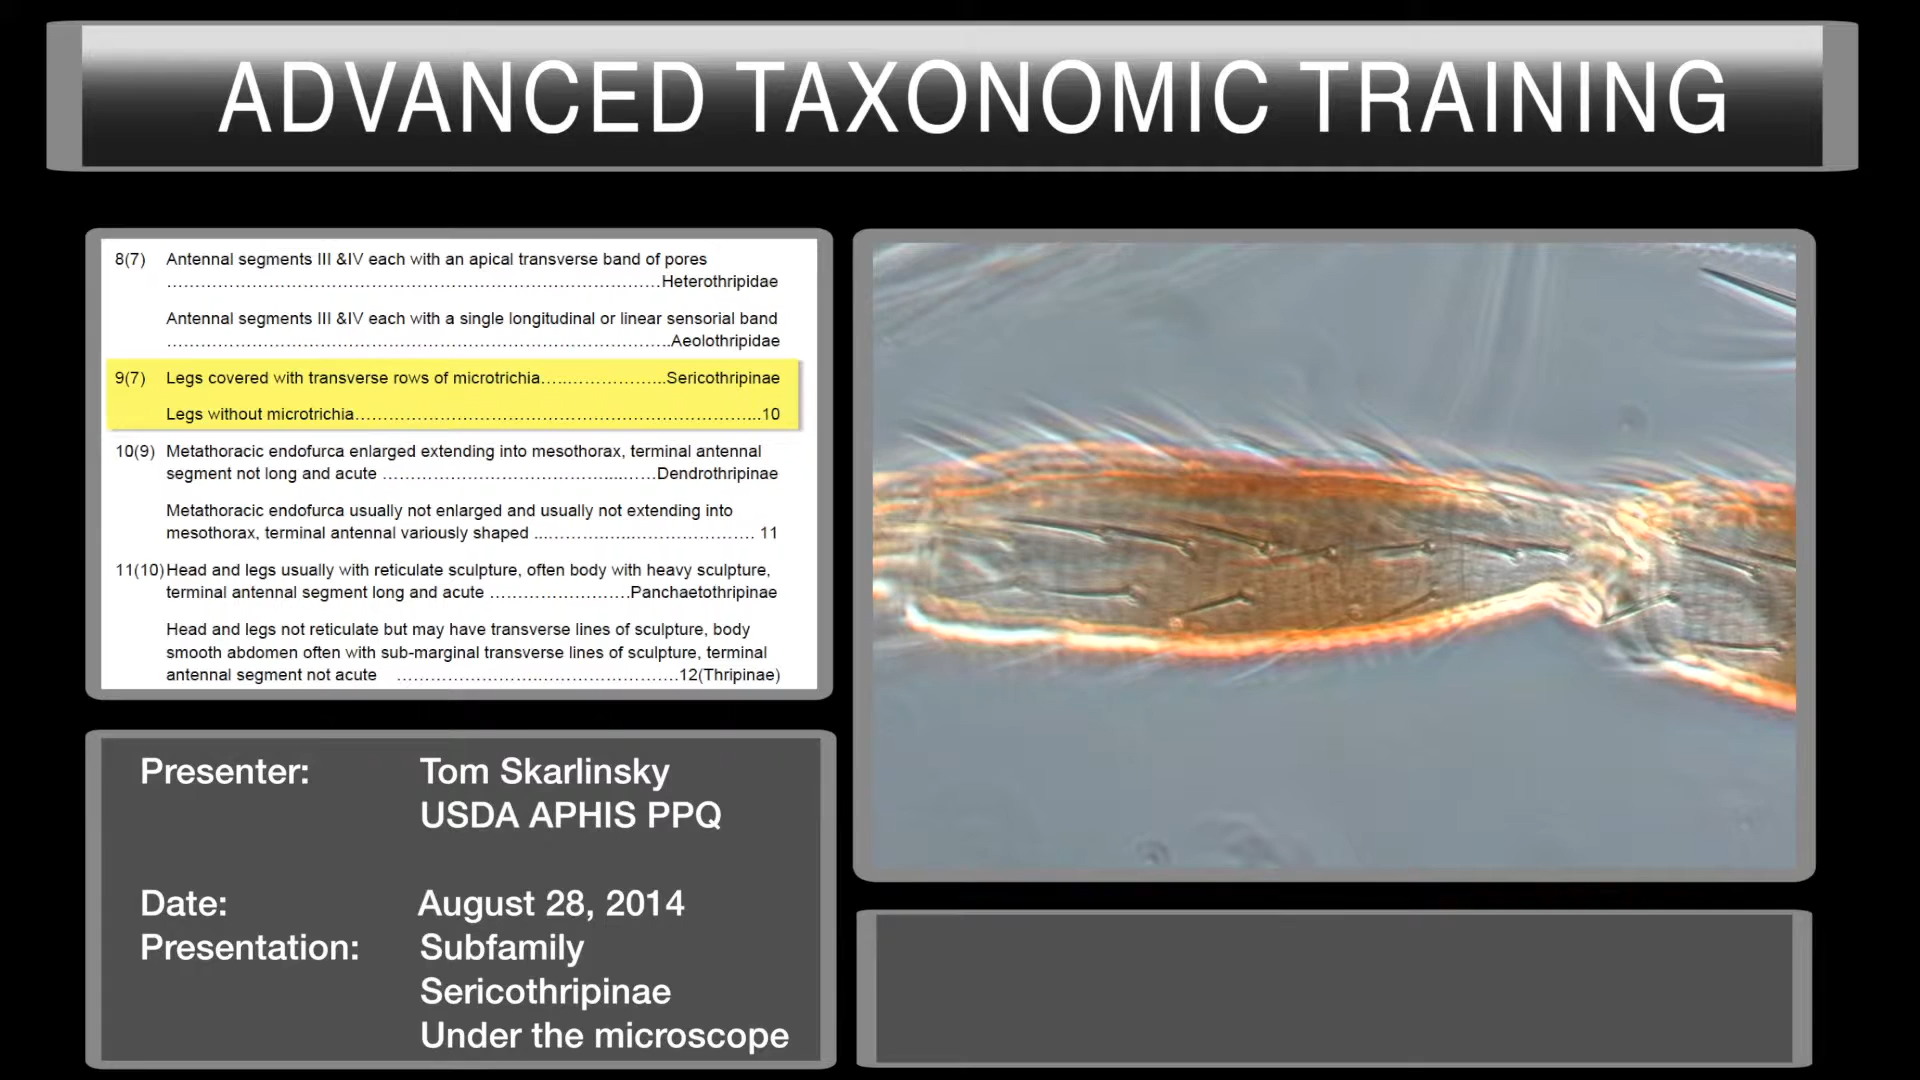 ADVANCED TAXONOMIC TRAINING
8(7) Antennal segments III &IV each with an apical transverse band of pores
……………………………………………………………………………Heterothripidae
Antennal segments III &IV each with a single longitudinal or linear sensorial band
……………………………………………………………………………..Aeolothripidae
9(7) Legs covered with transverse rows of microtrichia…………………..Sericothripinae
Legs without microtrichia……………………………………………………………...10
10(9) Metathoracic endofurca enlarged extending into mesothorax, terminal antennal
segment not long and acute …………………………………......……Dendrothripinae
Metathoracic endofurca usually not enlarged and usually not extending into
mesothorax, terminal antennal variously shaped ...……………………………… 11
11(10) Head and legs usually with reticulate sculpture, often body with heavy sculpture,
terminal antennal segment long and acute ……………………Panchaetothripinae
Head and legs not reticulate but may have transverse lines of sculpture, body
smooth abdomen often with sub-marginal transverse lines of sculpture, terminal
antennal segment not acute …………………………………………12(Thripinae)
Presenter: Tom Skarlinsky
USDA APHIS PPQ
Date: August 28, 2014
Presentation: Subfamily
Sericothripinae
Under the microscope